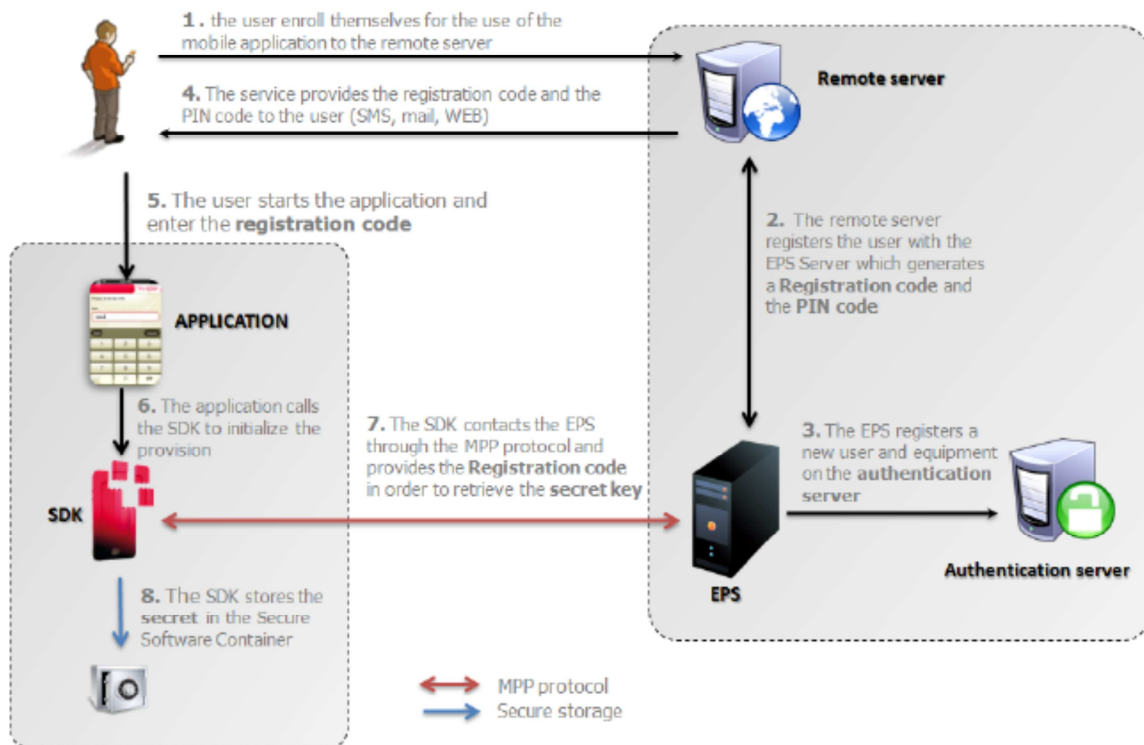 1. the user enroll themselves for the use of the
mobile application to the remote server
Remote server
4. The service provides the registration code and the
PIN code to the user (SMS, mail, WEB)
5. The user starts the application and
enter the registration code
2. The remote server
registers the user with the
EPS Server which generates
a Registration code and
the PIN code
APPLICATION
6. The application calls
the SDK to initialize the
provision
7. The SDK contacts the EPS
through the MPP protocol and
provides the Registration code
in order to retrieve the secret key
3. The EPS registers a
new user and equipment
on the authentication
server
SDK
EPS
Authentication server
8. The SDK stores the
secret in the Secure
Software Container
MPP protocol
Secure storage